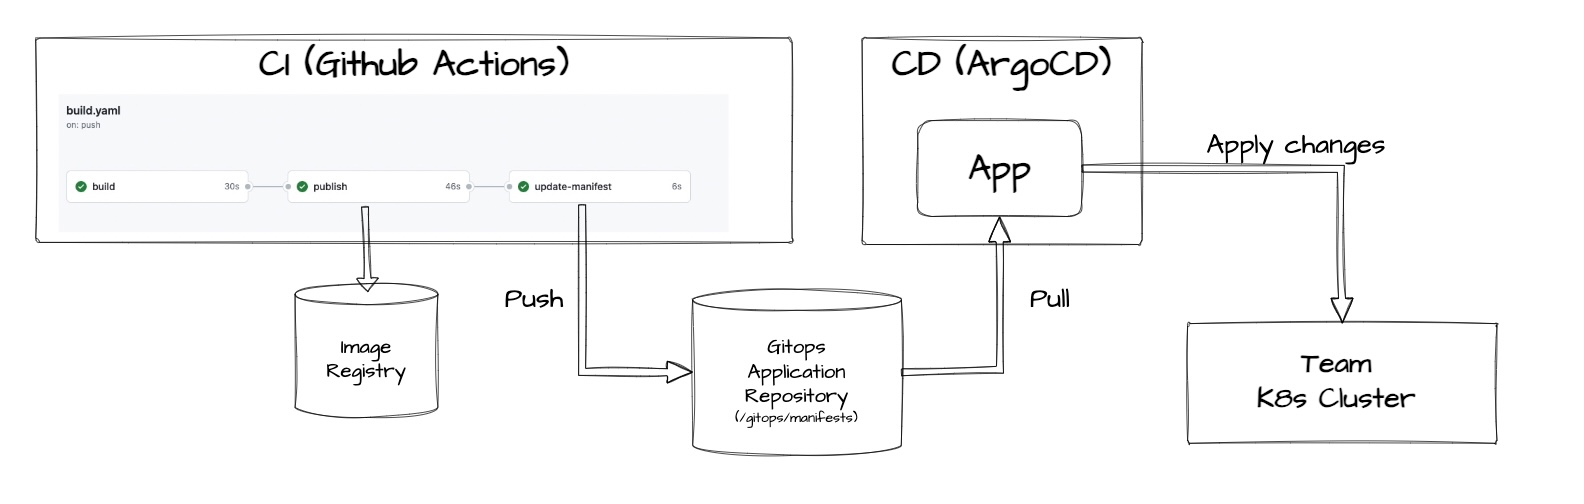 CI (Github Actions)
build.yaml
on: push
build 30s
publish 46s
update-manifest 6s
Image
Registry
Push
Gitops
Application
Repository
(/gitops/manifests)
CD (ArgoCD)
App
Pull
Apply changes
Team
K8s Cluster